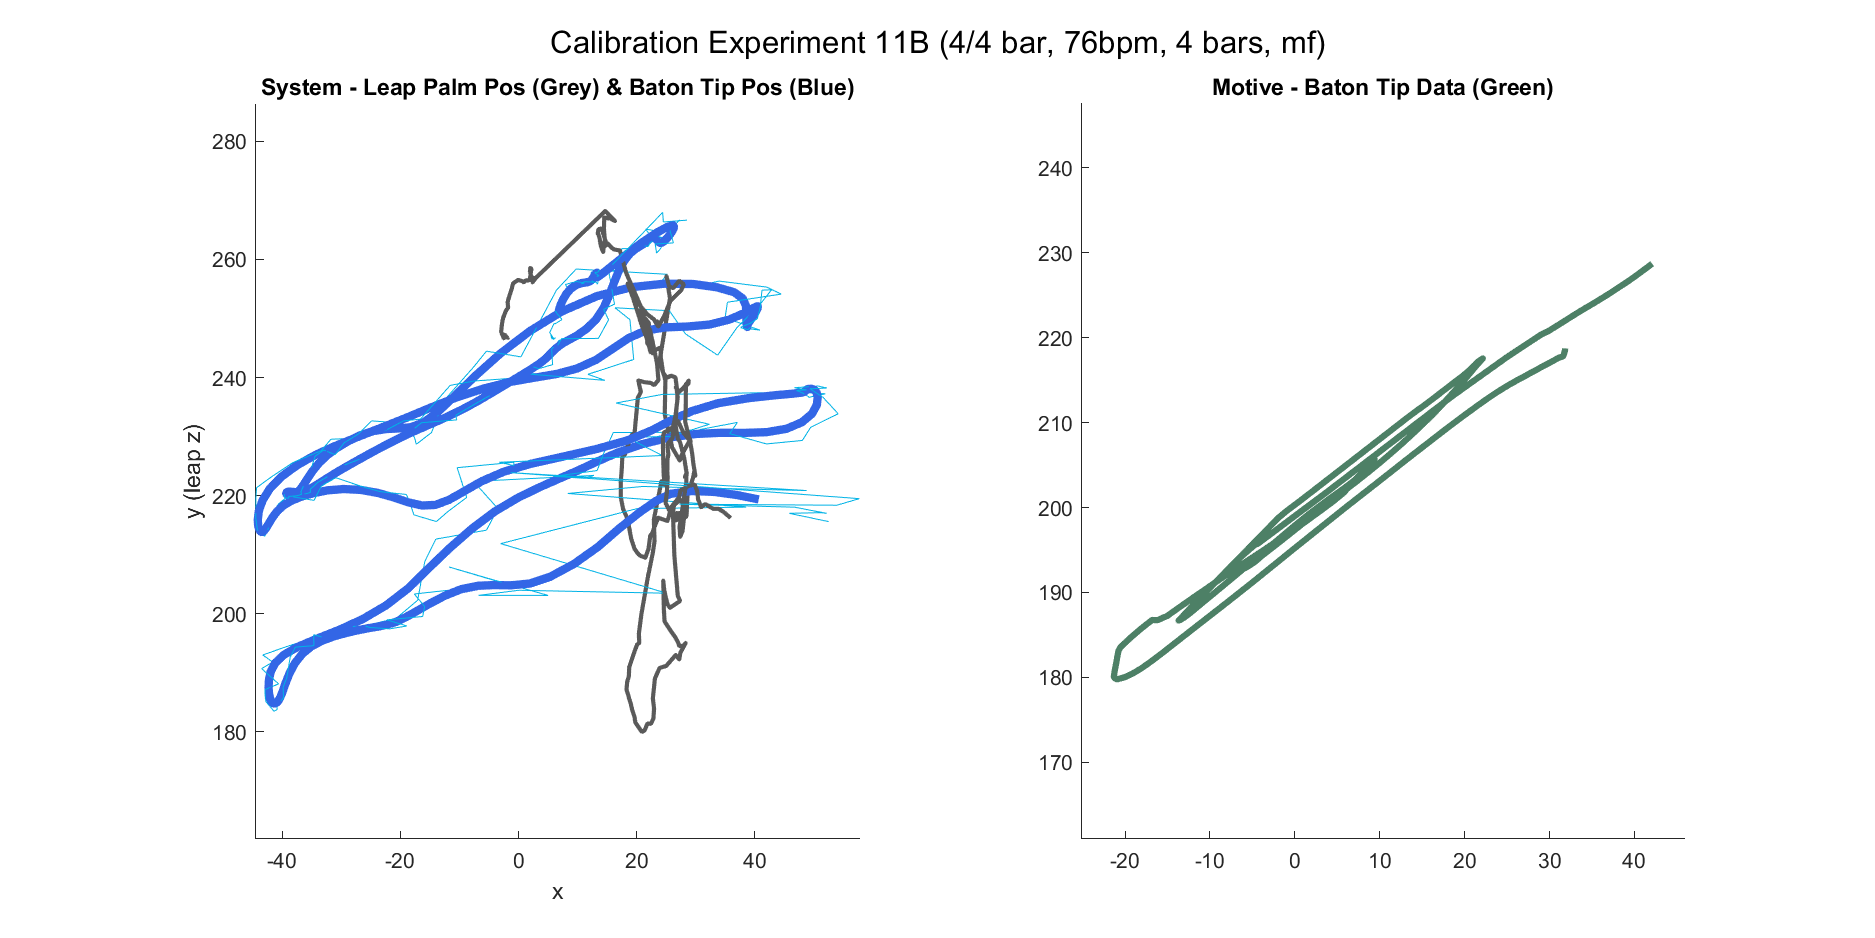 Calibration Experiment 11B (4/4 bar, 76bpm, 4 bars, mf)
System - Leap Palm Pos (Grey) & Baton Tip Pos (Blue)
280
260
240
220
200
180
y (leap z)
-40 -20 0 20 40
x
Motive - Baton Tip Data (Green)
240
230
220
210
200
190
180
170
-20 -10 0 10 20 30 40